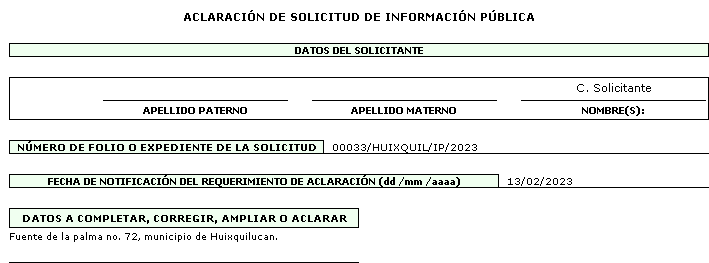 ACLARACIÓN DE SOLICITUD DE INFORMACIÓN PÚBLICA
DATOS DEL SOLICITANTE
C. Solicitante
APELLIDO PATERNO APELLIDO MATERNO NOMBRE(S):
NÚMERO DE FOLIO O EXPEDIENTE DE LA SOLICITUD 00033/HUIXQUIL/IP/2023
FECHA DE NOTIFICACIÓN DEL REQUERIMIENTO DE ACLARACIÓN (dd /mm /aaaa) 13/02/2023
DATOS A COMPLETAR, CORREGIR, AMPLIAR O ACLARAR
Fuente de la palma no. 72, municipio de Huixquilucan.